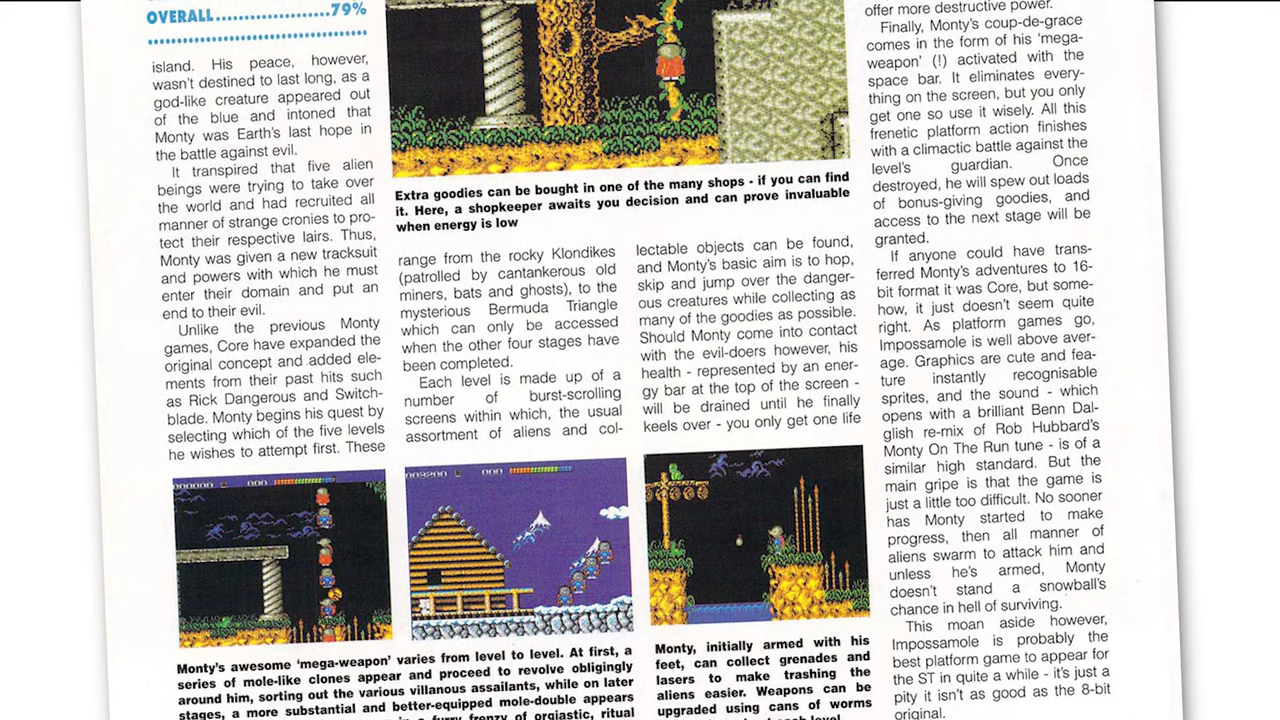 OVERALL....................79%
island. His peace, however,
wasn't destined to last long, as a
god-like creature appeared out
of the blue and intoned that
Monty was Earth's last hope in
the battle against evil.
It transpired that five alien
beings were trying to take over
the world and had recruited all
manner of strange cronies to pro-
tect their respective lairs. Thus,
Monty was given a new tracksuit
and powers with which he must
enter their domain and put an
end to their evil.
Unlike the previous Monty
games, Core have expanded the
original concept and added ele-
ments from their past hits such
as Rick Dangerous and Switch-
blade. Monty begins his quest by
selecting which of the five levels
he wishes to attempt first. These
Extra goodies can be bought in one of the many shops - if you can find
it. Here, a shopkeeper awaits you decision and can prove invaluable
when energy is low
range from the rocky Klondikes
(patrolled by cantankerous old
miners, bats and ghosts), to the
mysterious Bermuda Triangle
which can only be accessed
when the other four stages have
been completed.
Each level is made up of a
number of burst-scrolling
screens within which, the usual
assortment of aliens and col-
lectable objects can be found,
and Monty's basic aim is to hop,
skip and jump over the danger-
ous creatures while collecting as
many of the goodies as possible.
Should Monty come into contact
with the evil-doers however, his
health - represented by an ener-
gy bar at the top of the screen -
will be drained until he finally
keels over - you only get one life
offer more destructive power.
Finally, Monty's coup-de-grace
comes in the form of his 'mega-
weapon' (!) activated with the
space bar. It eliminates every-
thing on the screen, but you only
get one so use it wisely. All this
frenetic platform action finishes
with a climactic battle against the
level's guardian. Once
destroyed, he will spew out loads
of bonus-giving goodies, and
access to the next stage will be
granted.
If anyone could have trans-
ferred Monty's adventures to 16-
bit format it was Core, but some-
how, it just doesn't seem quite
right. As platform games go,
Impossamole is well above aver-
age. Graphics are cute and fea-
ture instantly recognisable
sprites, and the sound - which
opens with a brilliant Benn Dal-
glish re-mix of Rob Hubbard's
Monty On The Run tune - is of a
similar high standard. But the
main gripe is that the game is
just a little too difficult. No sooner
has Monty started to make
progress, then all manner of
aliens swarm to attack him and
unless he's armed, Monty
doesn't stand a snowball's
chance in hell of surviving.
This moan aside however,
Impossamole is probably the
best platform game to appear for
the ST in quite a while - it's just a
pity it isn't as good as the 8-bit
original.
000000 000
003200 000
Monty's awesome 'mega-weapon' varies from level to level. At first, a
series of mole-like clones appear and proceed to revolve obligingly
around him, sorting out the various villanous assailants, while on later
stages, a more substantial and better-equipped mole-double appears
in a furry frenzy of orgiastic, ritual
Monty, initially armed with his
feet, can collect grenades and
lasers to make trashing the
aliens easier. Weapons can be
upgraded using cans of worms
level